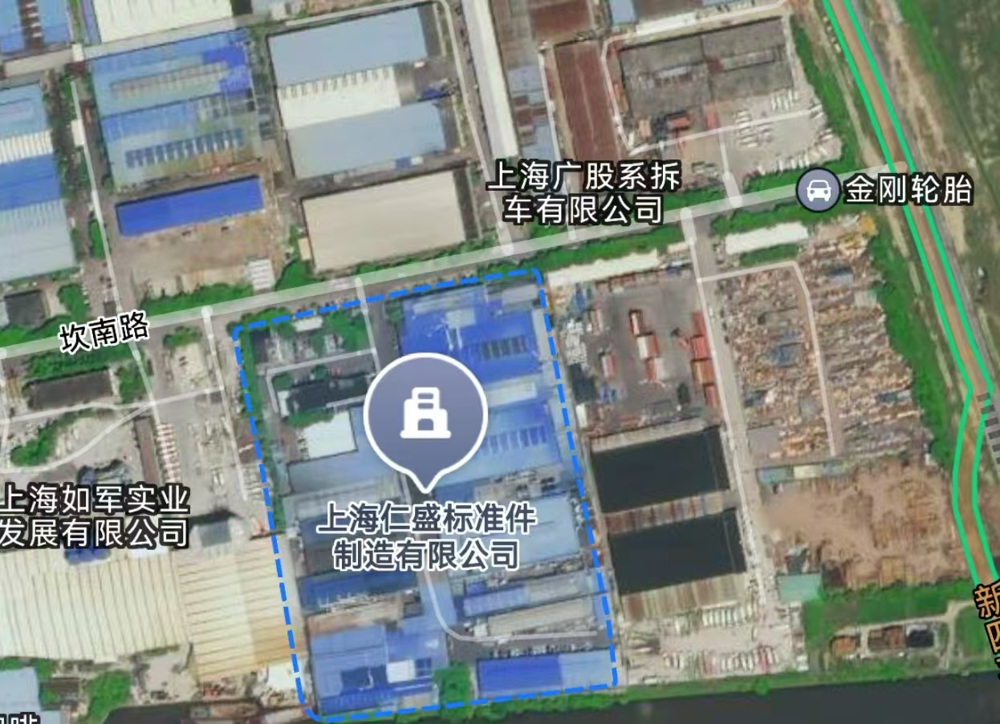 上海广股系拆
车有限公司
金刚轮胎
坎南路
上海如军实业
发展有限公司
上海仁盛标准件
制造有限公司
新
四